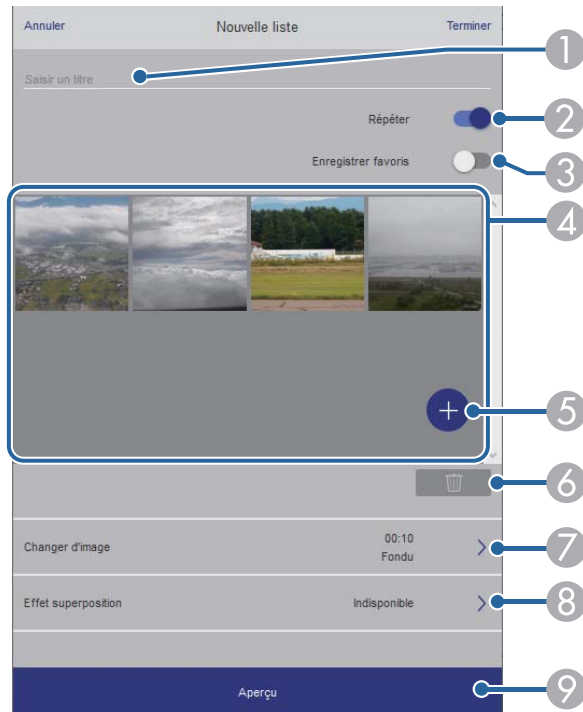 Annuler Nouvelle liste Terminer
1
Saisir un titre
Répéter 2
Enregistrer favoris 3
4
5
6
Changer d'image 00:10 7
Fondu
Effet superposition Indisponible 8
Aperçu 9